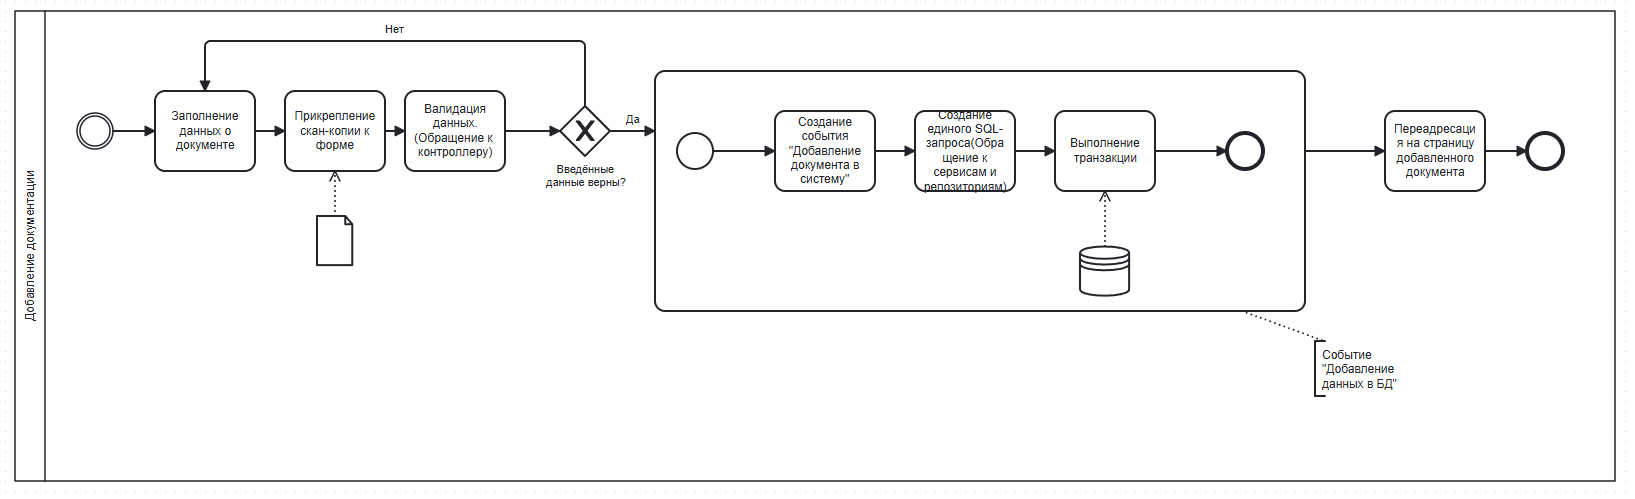 Добавление документации
Нет
Заполнение
данных о
документе
Прикрепление
скан-копии к
форме
Валидация
данных.
(Обращение к
контроллеру)
Введённые
данные верны?
Да
Создание
события
"Добавление
документа в
систему"
Создание
единого SQL-
запроса(Обра
щение к
сервисам и
репозиториям)
Выполнение
транзакции
Переадресаци
я на страницу
добавленного
документа
Событие
"Добавление
данных в БД"